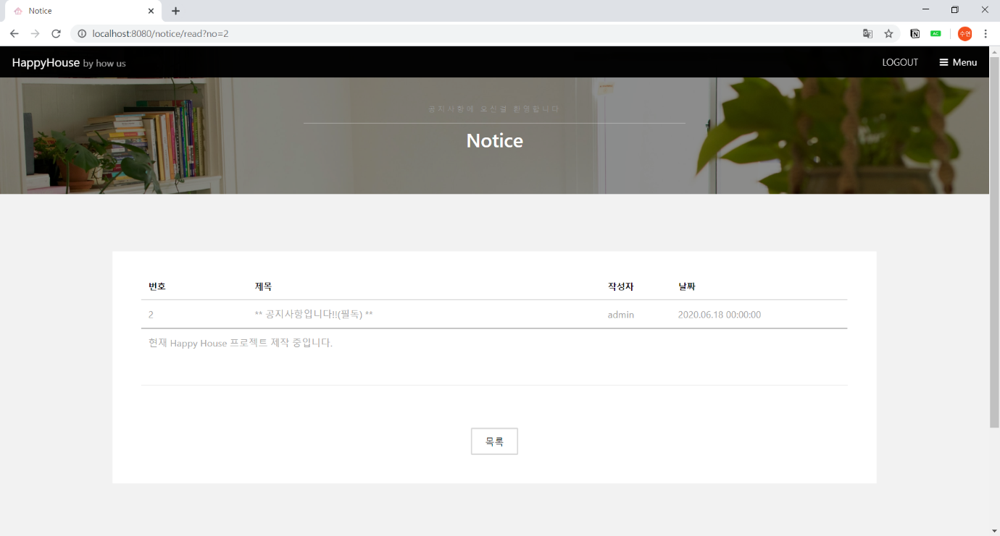 Notice
localhost:8080/notice/read?no=2
AC
수연
HappyHouse by how us
LOGOUT
Menu
공지사항에 오신걸 환영합니다
Notice
번호 제목 작성자 날짜
2 ** 공지사항입니다!!(필독) ** admin 2020.06.18 00:00:00
현재 Happy House 프로젝트 제작 중입니다.
목록